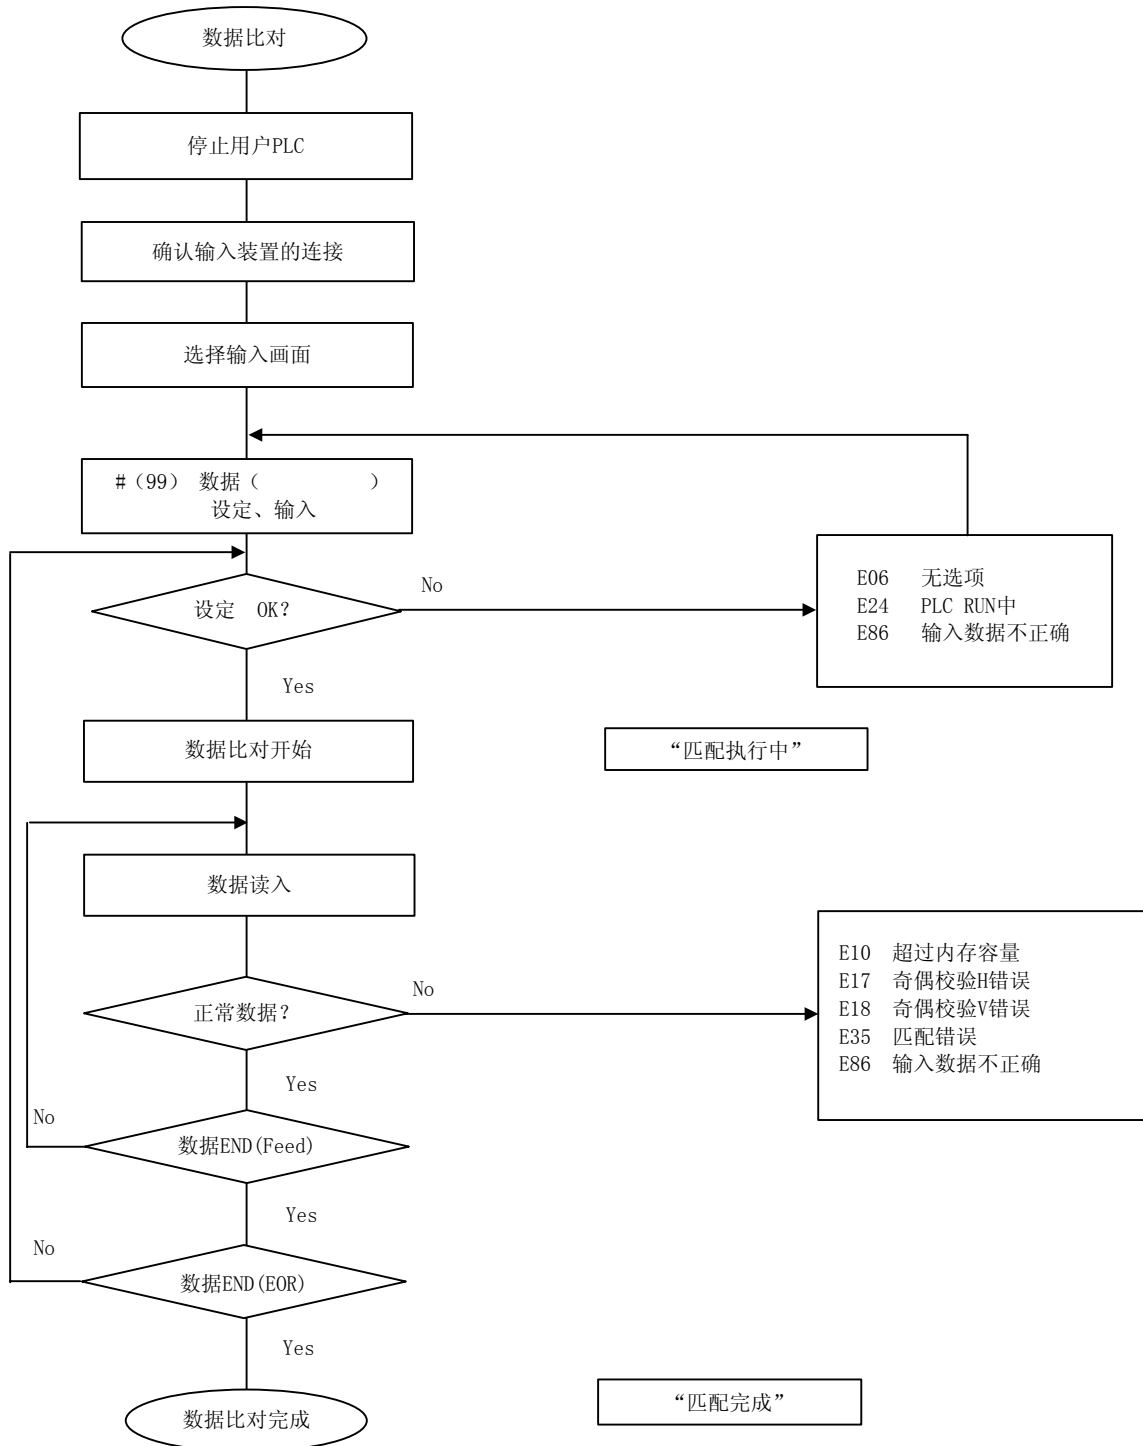 数据比对
停止用户PLC
确认输入装置的连接
选择输入画面
#（99） 数据（　　　　　）
设定、输入
设定　OK?
No
E06　无选项
E24　PLC RUN中
E86　输入数据不正确
Yes
数据比对开始
“匹配执行中”
数据读入
正常数据?
No
E10　超过内存容量
E17　奇偶校验H错误
E18　奇偶校验V错误
E35　匹配错误
E86　输入数据不正确
Yes
No
数据END(Feed)
Yes
No
数据END(EOR)
Yes
数据比对完成
“匹配完成”